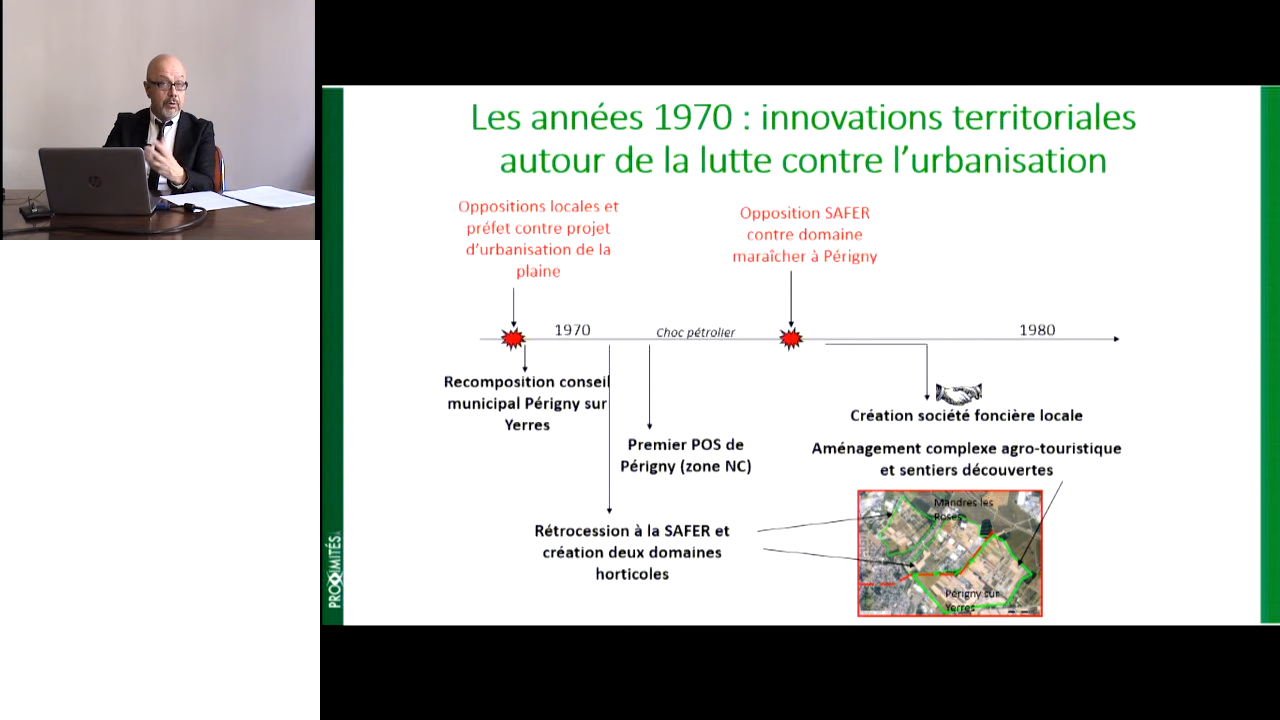 Les années 1970 : innovations territoriales
autour de la lutte contre l'urbanisation
Oppositions locales et
préfet contre projet
d'urbanisation de la
plaine
Opposition SAFER
contre domaine
maraîcher à Périgny
1970
Choc pétrolier
1980
Recomposition conseil
municipal Périgny sur
Yerres
Premier POS de
Périgny (zone NC)
Création société foncière locale
Aménagement complexe agro-touristique
et sentiers découvertes
Rétrocession à la SAFER et
création deux domaines
horticoles
Mandres les
Roses
Périgny sur
Yerres
PROXIMITÉS
hp